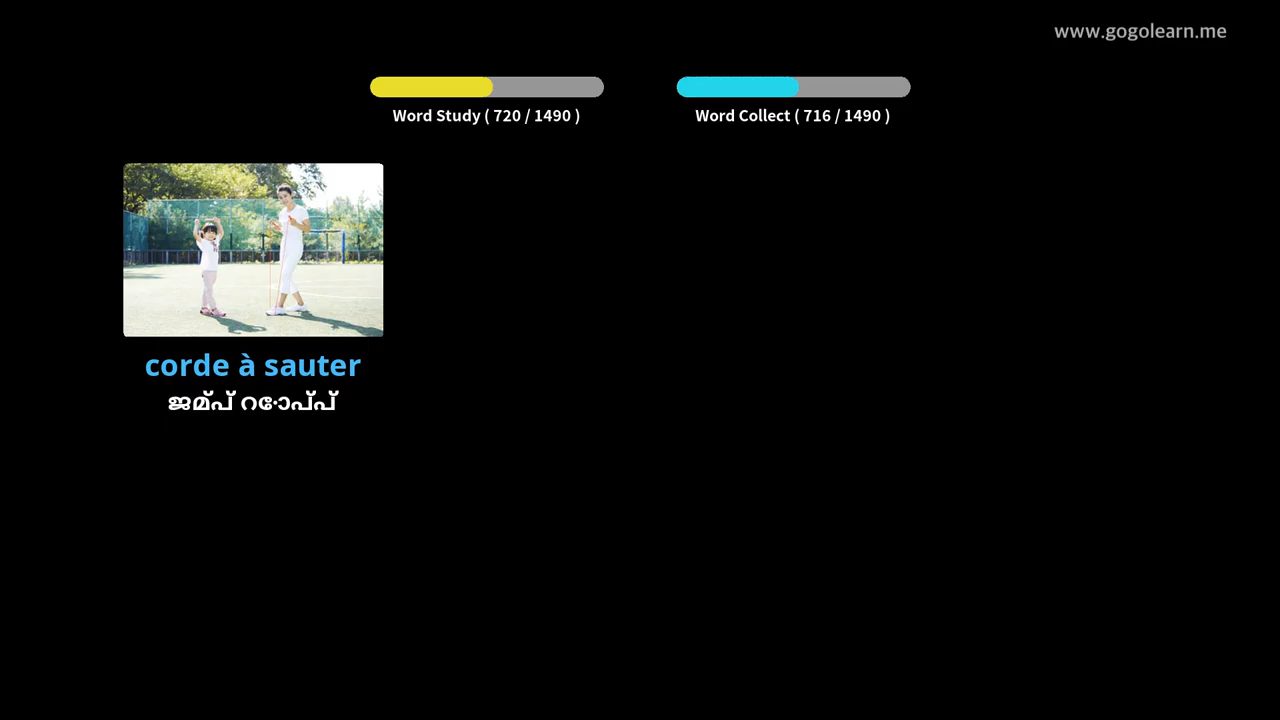 www.gogolearn.me
Word Study ( 720 / 1490 )
Word Collect ( 716 / 1490 )
corde à sauter
ജമ്പ് റോപ്പ്